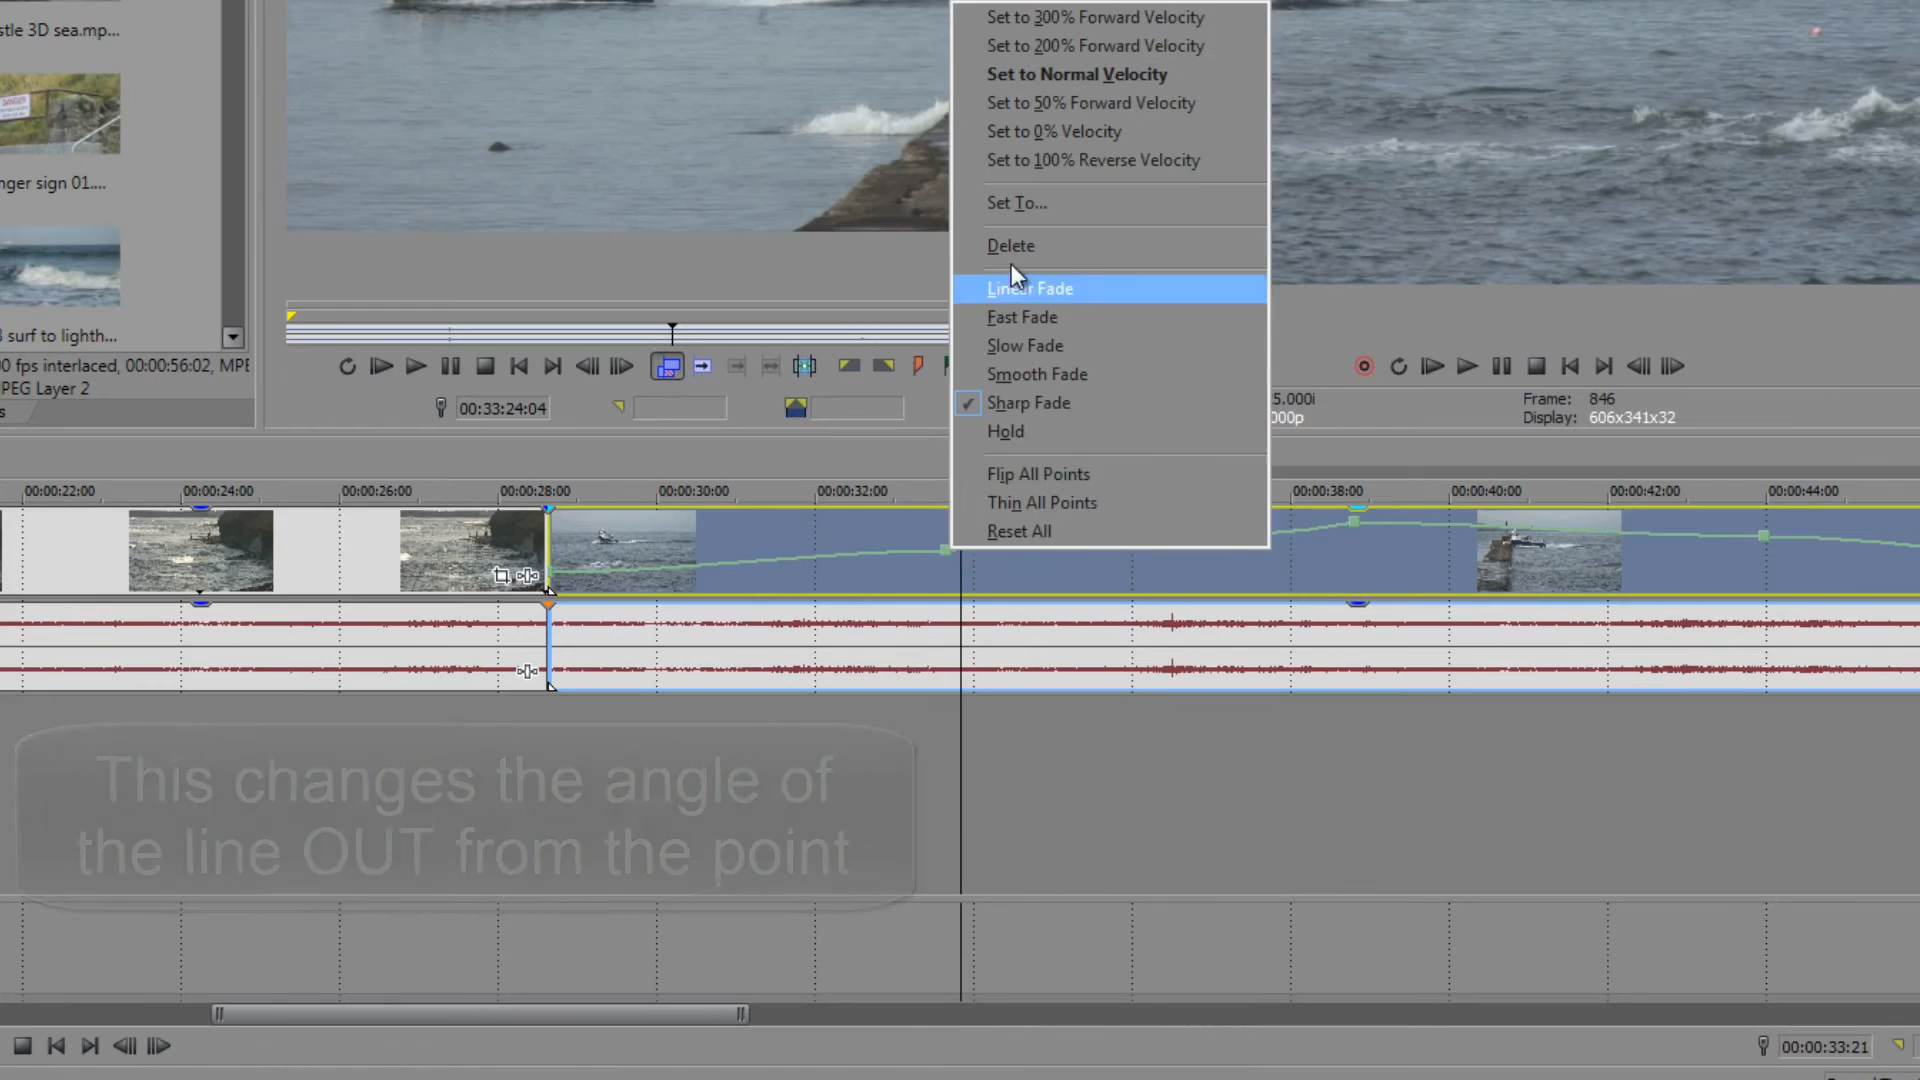 stle 3D sea.mp...
DANGER
nger sign 01....
surf to lighth...
0 fps interlaced, 00:00:56:02, MPE
PEG Layer 2
s
Set to 300% Forward Velocity
Set to 200% Forward Velocity
Set to Normal Velocity
Set to 50% Forward Velocity
Set to 0% Velocity
Set to 100% Reverse Velocity
Set To...
Delete
Linear Fade
Fast Fade
Slow Fade
Smooth Fade
Sharp Fade
Hold
Flip All Points
Thin All Points
Reset All
00:33:24:04
5.000i
000p
Frame: 846
Display: 606x341x32
00:00:22:00
00:00:24:00
00:00:26:00
00:00:28:00
00:00:30:00
00:00:32:00
00:00:38:00
00:00:40:00
00:00:42:00
00:00:44:00
This changes the angle of
the line OUT from the point
00:00:33:21